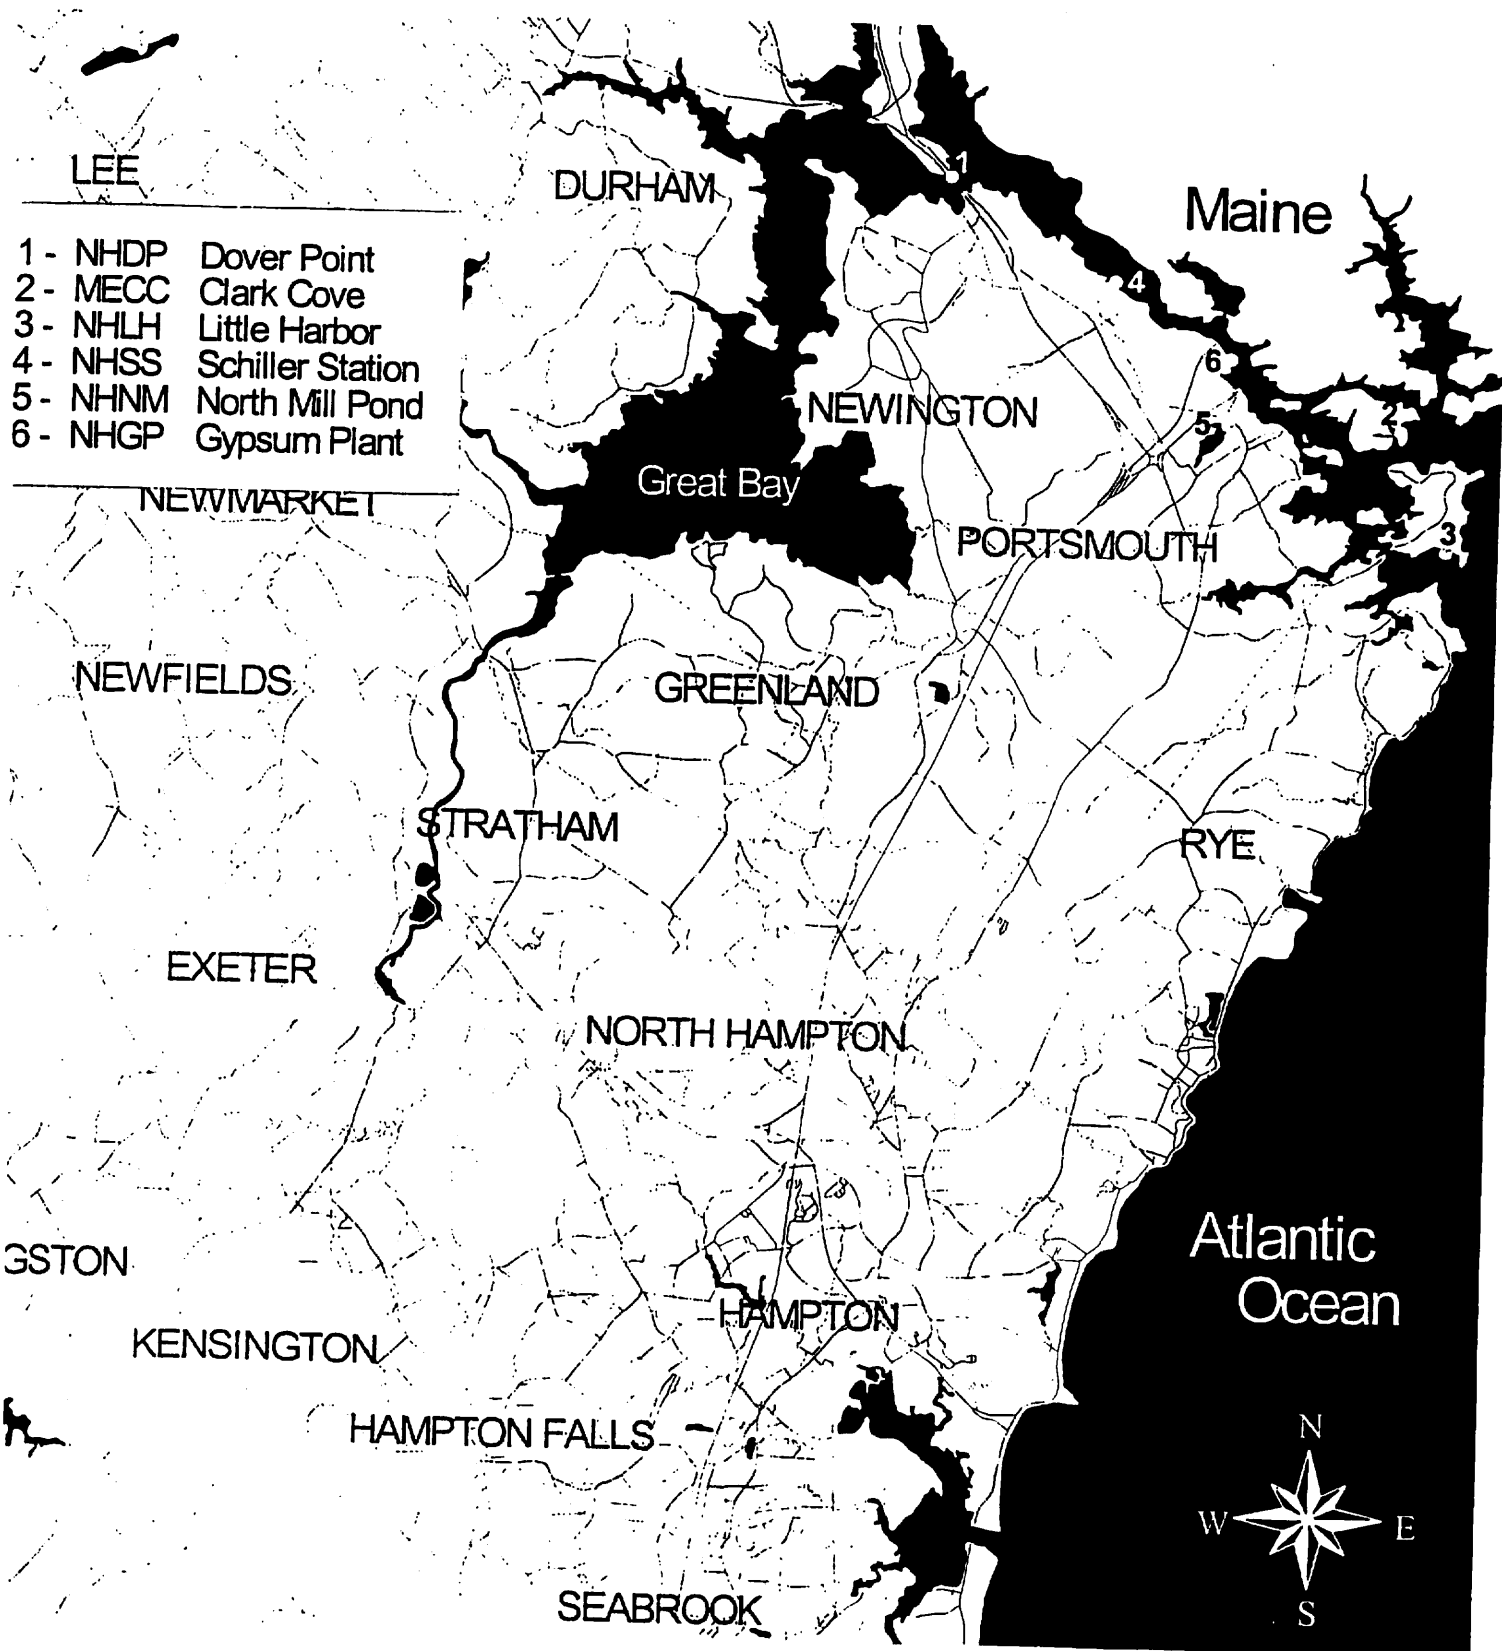 1
LEE
DURHAM
Maine
1 - NHDP Dover Point
2 - MECC Clark Cove
3 - NHLH Little Harbor
4 - NHSS Schiller Station
5 - NHNM North Mill Pond
6 - NHGP Gypsum Plant
4
6
NEWINGTON
2
5
Great Bay
NEWMARKET
PORTSMOUTH
3
NEWFIELDS
GREENLAND
STRATHAM
RYE
EXETER
NORTH HAMPTON
Atlantic
Ocean
GSTON
HAMPTON
KENSINGTON
HAMPTON FALLS
N
W E
S
SEABROOK